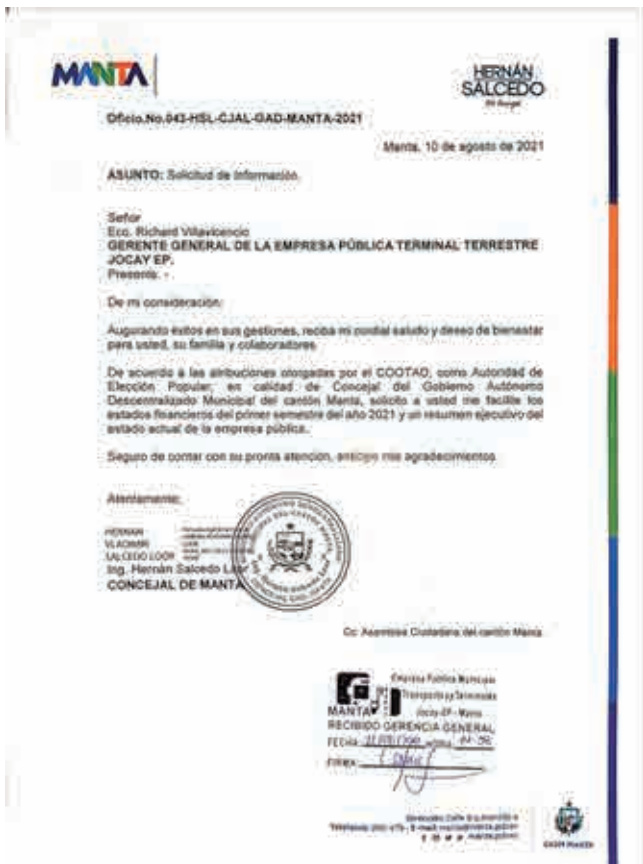 MANTA
HERNÁN
SALCEDO
Oficio.No.043-HSL-CJAL-GAD-MANTA-2021
Manta, 10 de agosto de 2021
ASUNTO: Solicitud de Información.
Señor
Eco. Richard Villavicencio
GERENTE GENERAL DE LA EMPRESA PÚBLICA TERMINAL TERRESTRE
JOCAY EP.
Presente. -
De mi consideración:
Augurando éxitos en sus gestiones, reciba mi cordial saludo y deseo de bienestar
para usted, su familia y colaboradores.
De acuerdo a las atribuciones otorgadas por el COOTAD, como Autoridad de
Elección Popular, en calidad de Concejal del Gobierno Autónomo
Descentralizado Municipal del cantón Manta, solicito a usted me facilite los
estados financieros del primer semestre del año 2021 y un resumen ejecutivo del
estado actual de la empresa pública.
Seguro de contar con su pronta atención, anticipo mis agradecimientos.
Atentamente,
HERNAN
VLADIMIR
SALCEDO LOOR
Ing. Hernán Salcedo Loor
CONCEJAL DE MANTA
Cc: Asamblea Ciudadana del cantón Manta.
Empresa Pública Municipal
Transporte y Terminales
MANTA Jocay-EP - Manta
RECIBIDO GERENCIA GENERAL
FECHA: HORA:
FIRMA:
GADM MANTA